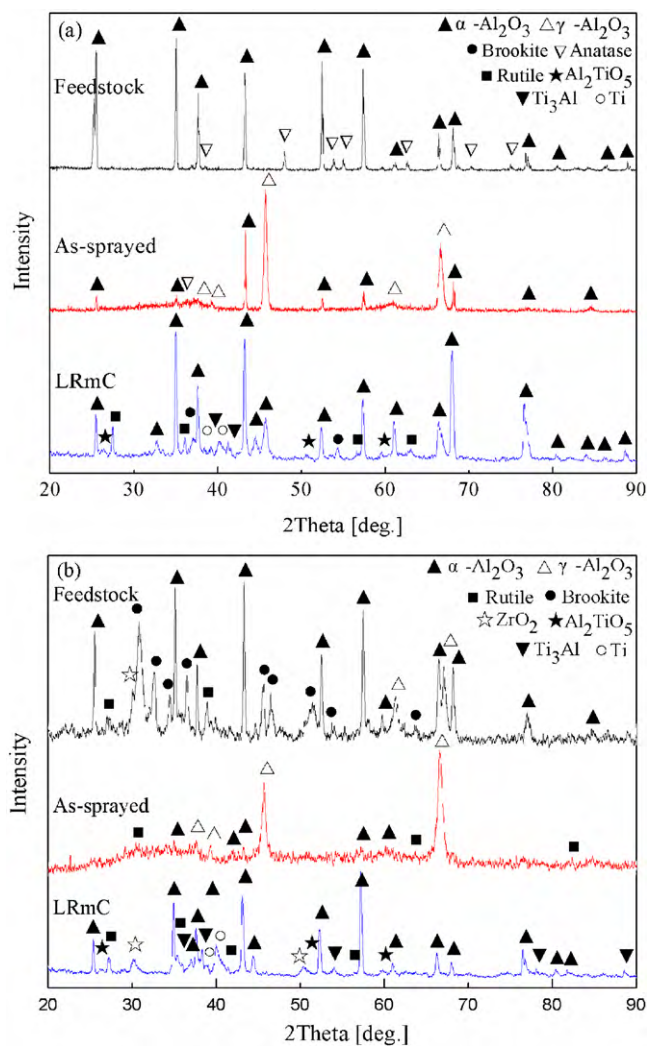 (a)
▲ α -Al₂O₃ △ γ -Al₂O₃
● Brookite ▽ Anatase
■ Rutile ★ Al₂TiO₅
▼ Ti₃Al ○ Ti
Feedstock
As-sprayed
LRmC
Intensity
20 30 40 50 60 70 80 90
2Theta [deg.]
(b)
▲ α -Al₂O₃ △ γ -Al₂O₃
■ Rutile ● Brookite
☆ ZrO₂ ★ Al₂TiO₅
▼ Ti₃Al ○ Ti
Feedstock
As-sprayed
LRmC
Intensity
20 30 40 50 60 70 80 90
2Theta [deg.]